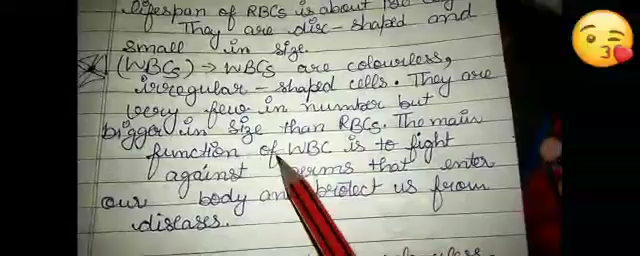 lifespan of RBCs is about
They are disc-shaped and
small in size.
(WBCs) → WBCs are colourless,
irregular-shaped cells. They are
very few in number but
bigger in size than RBCs. The main
function of WBC is to fight
against germs that enter
our body and protect us from
diseases.